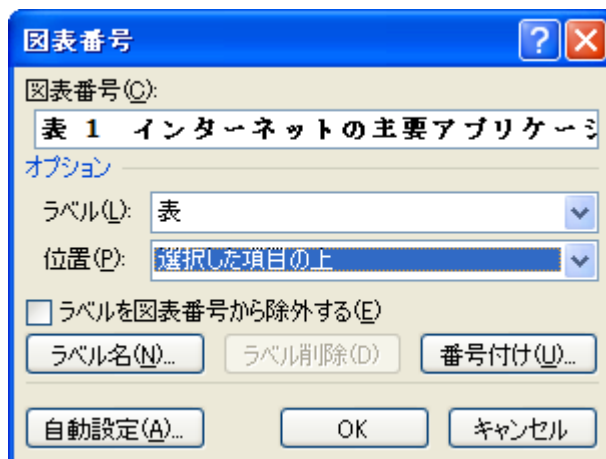 図表番号
図表番号(C):
表 1 インターネットの主要アプリケーシ
オプション
ラベル(L): 表
位置(P): 選択した項目の上
ラベルを図表番号から除外する(E)
ラベル名(N)... ラベル削除(D) 番号付け(U)...
自動設定(A)... OK キャンセル